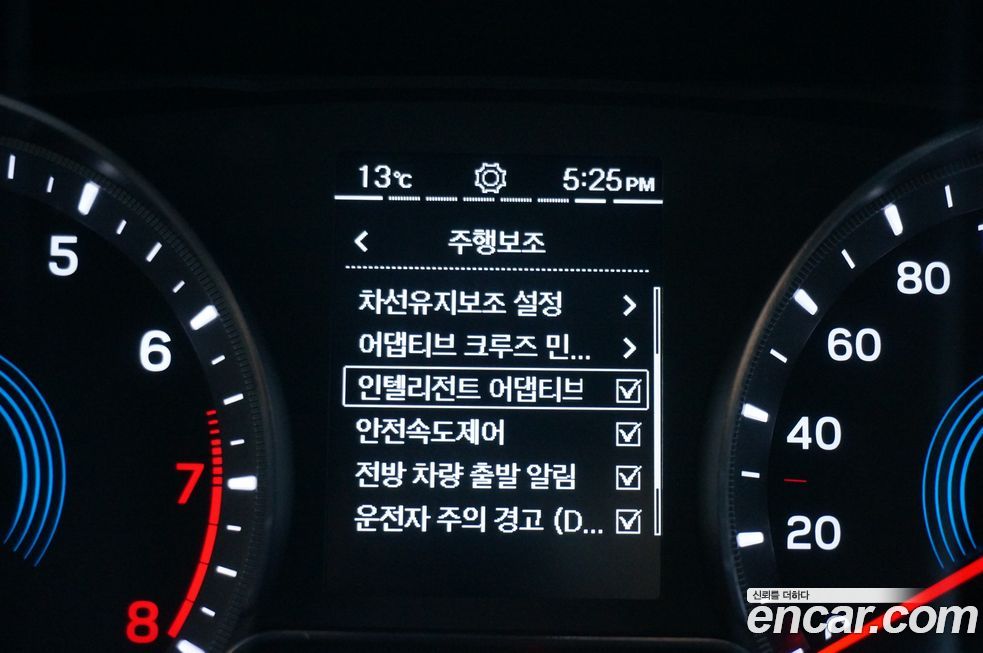 13℃ 5:25 PM
주행보조
차선유지보조 설정
어댑티브 크루즈 민...
인텔리전트 어댑티브
안전속도제어
전방 차량 출발 알림
운전자 주의 경고 (D...
5
6
7
8
80
60
40
20
신뢰를 더하다
encar.com